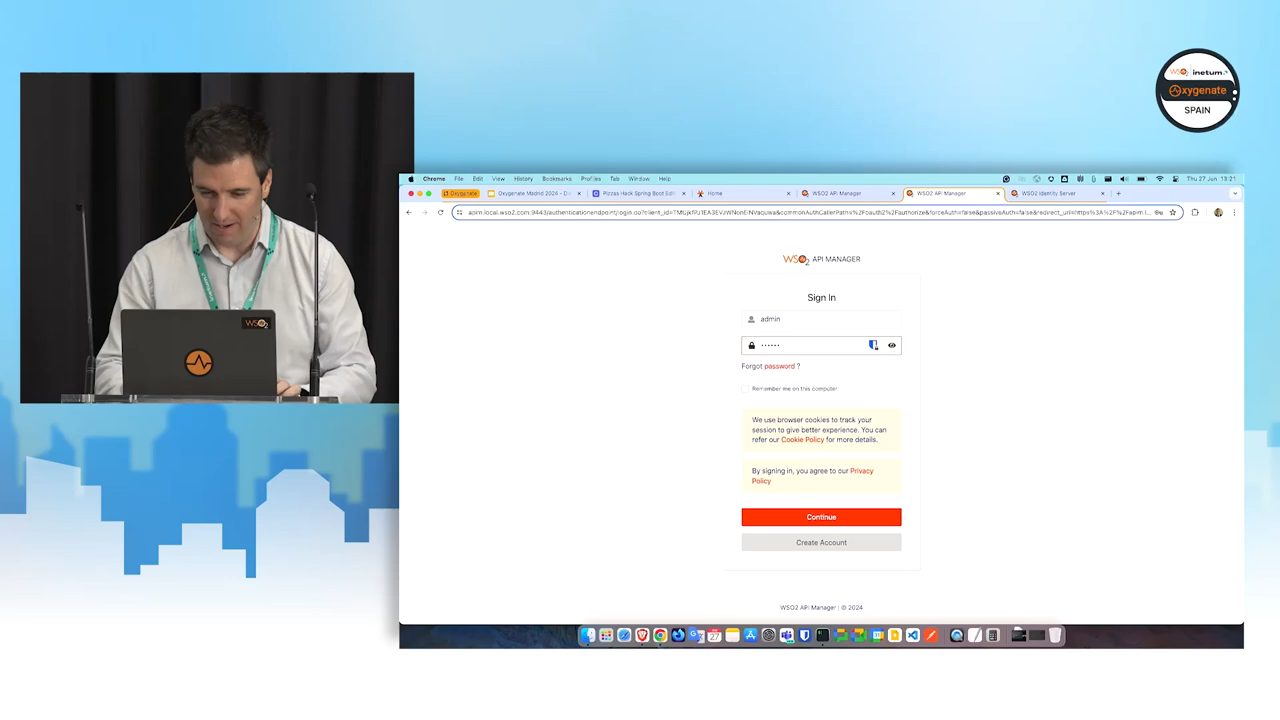 WSO2 inetum.
Oxygenate
SPAIN
WSO2
Chrome File Edit View History Bookmarks Profiles Tab Window Help
Thu 27 Jun 13:21
Oxygenate
Oxygenate Madrid 2024 - D
Pizzas Hack Spring Boot Edit
Home
WSO2 API Manager
WSO2 API Manager
WSO2 Identity Server
WSO2 API MANAGER
Sign In
admin
Forgot password ?
Remember me on this computer
We use browser cookies to track your
session to give better experience. You can
refer our Cookie Policy for more details.
By signing in, you agree to our Privacy
Policy
Continue
Create Account
WSO2 API Manager | © 2024